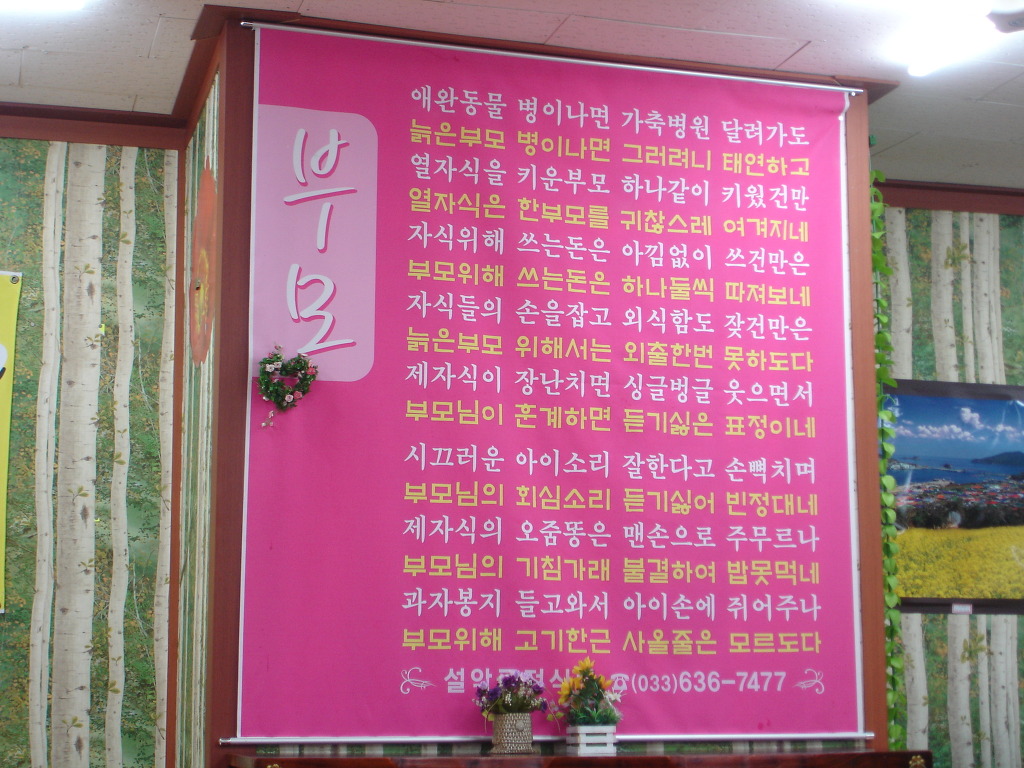 부모
애완동물 병이나면 가축병원 달려가도
늙은부모 병이나면 그러려니 태연하고
열자식을 키운부모 하나같이 키웠건만
열자식은 한부모를 귀찮스레 여겨지네
자식위해 쓰는돈은 아낌없이 쓰건만은
부모위해 쓰는돈은 하나둘씩 따져보네
자식들의 손을잡고 외식함도 잦건만은
늙은부모 위해서는 외출한번 못하도다
제자식이 장난치면 싱글벙글 웃으면서
부모님이 훈계하면 듣기싫은 표정이네
시끄러운 아이소리 잘한다고 손뼉치며
부모님의 회심소리 듣기싫어 빈정대네
제자식의 오줌똥은 맨손으로 주무르나
부모님의 기침가래 불결하여 밥못먹네
과자봉지 들고와서 아이손에 쥐어주나
부모위해 고기한근 사올줄은 모르도다
☎(033)636-7477